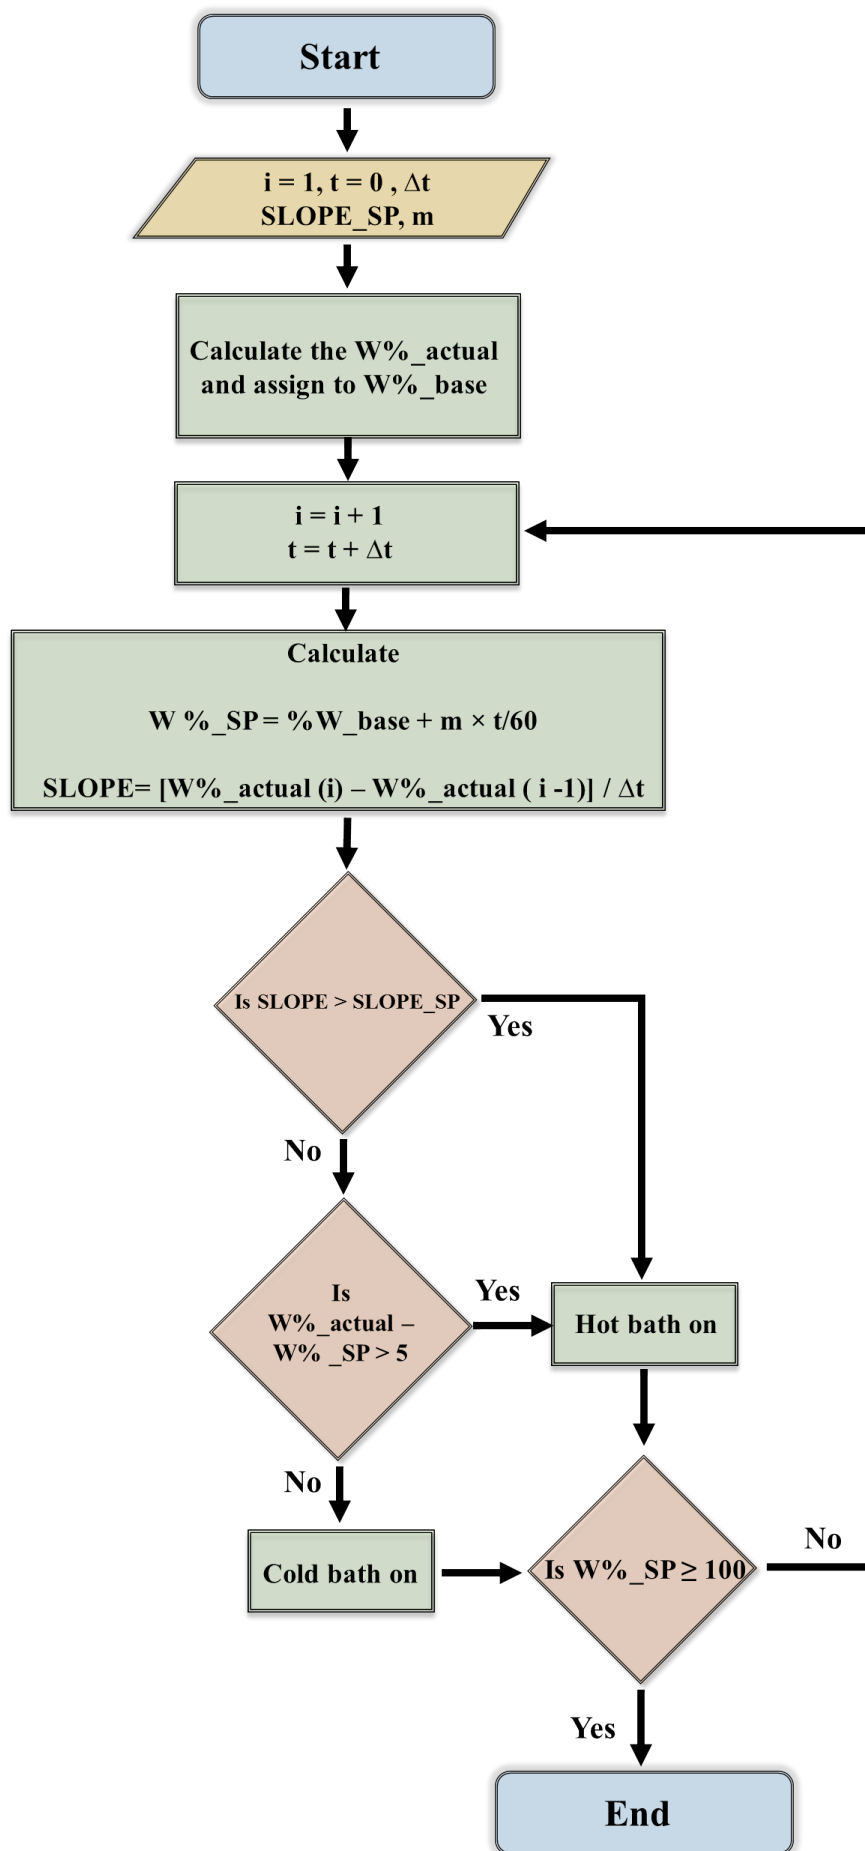 Start
i = 1, t = 0 , Δt
SLOPE_SP, m
Calculate the W%_actual
and assign to W%_base
i = i + 1
t = t + Δt
Calculate
W %_SP = %W_base + m × t/60
SLOPE= [W%_actual (i) – W%_actual ( i -1)] / Δt
Is SLOPE > SLOPE_SP
Yes
No
Is
W%_actual –
W% _SP > 5
Yes
Hot bath on
No
Cold bath on
Is W%_SP ≥ 100
No
Yes
End